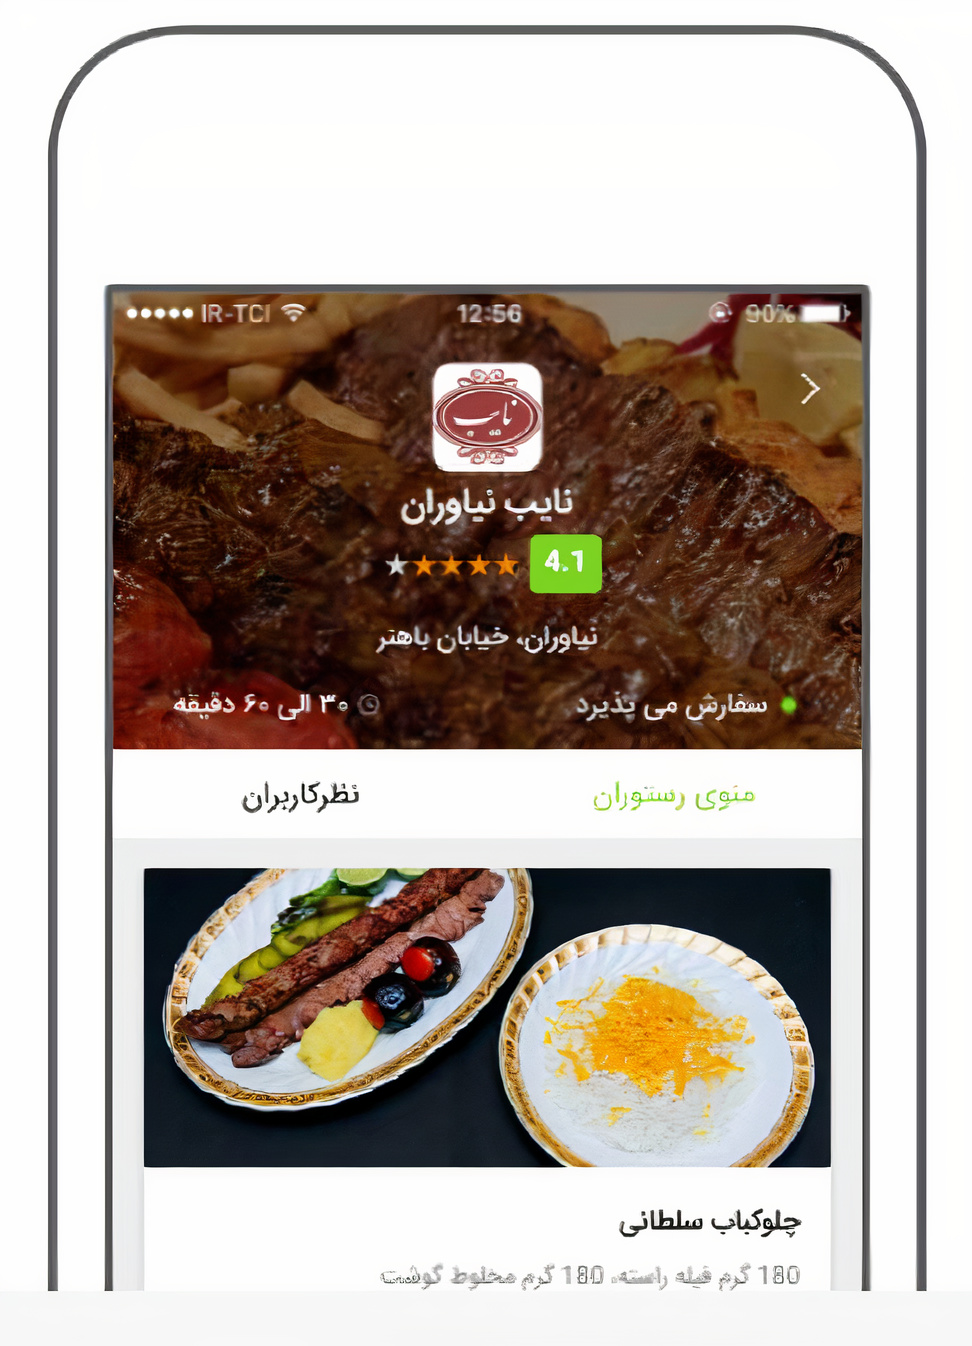 IR-TCI 12:56 90%
نایب
نایب نیاوران
4.1
نیاوران، خیابان باهنر
سفارش می پذیرد
۳۰ الی ۶۰ دقیقه
منوی رستوران
نظرکاربران
چلوکباب سلطانی
180 گرم فیله راسته، 180 گرم مخلوط گوشت